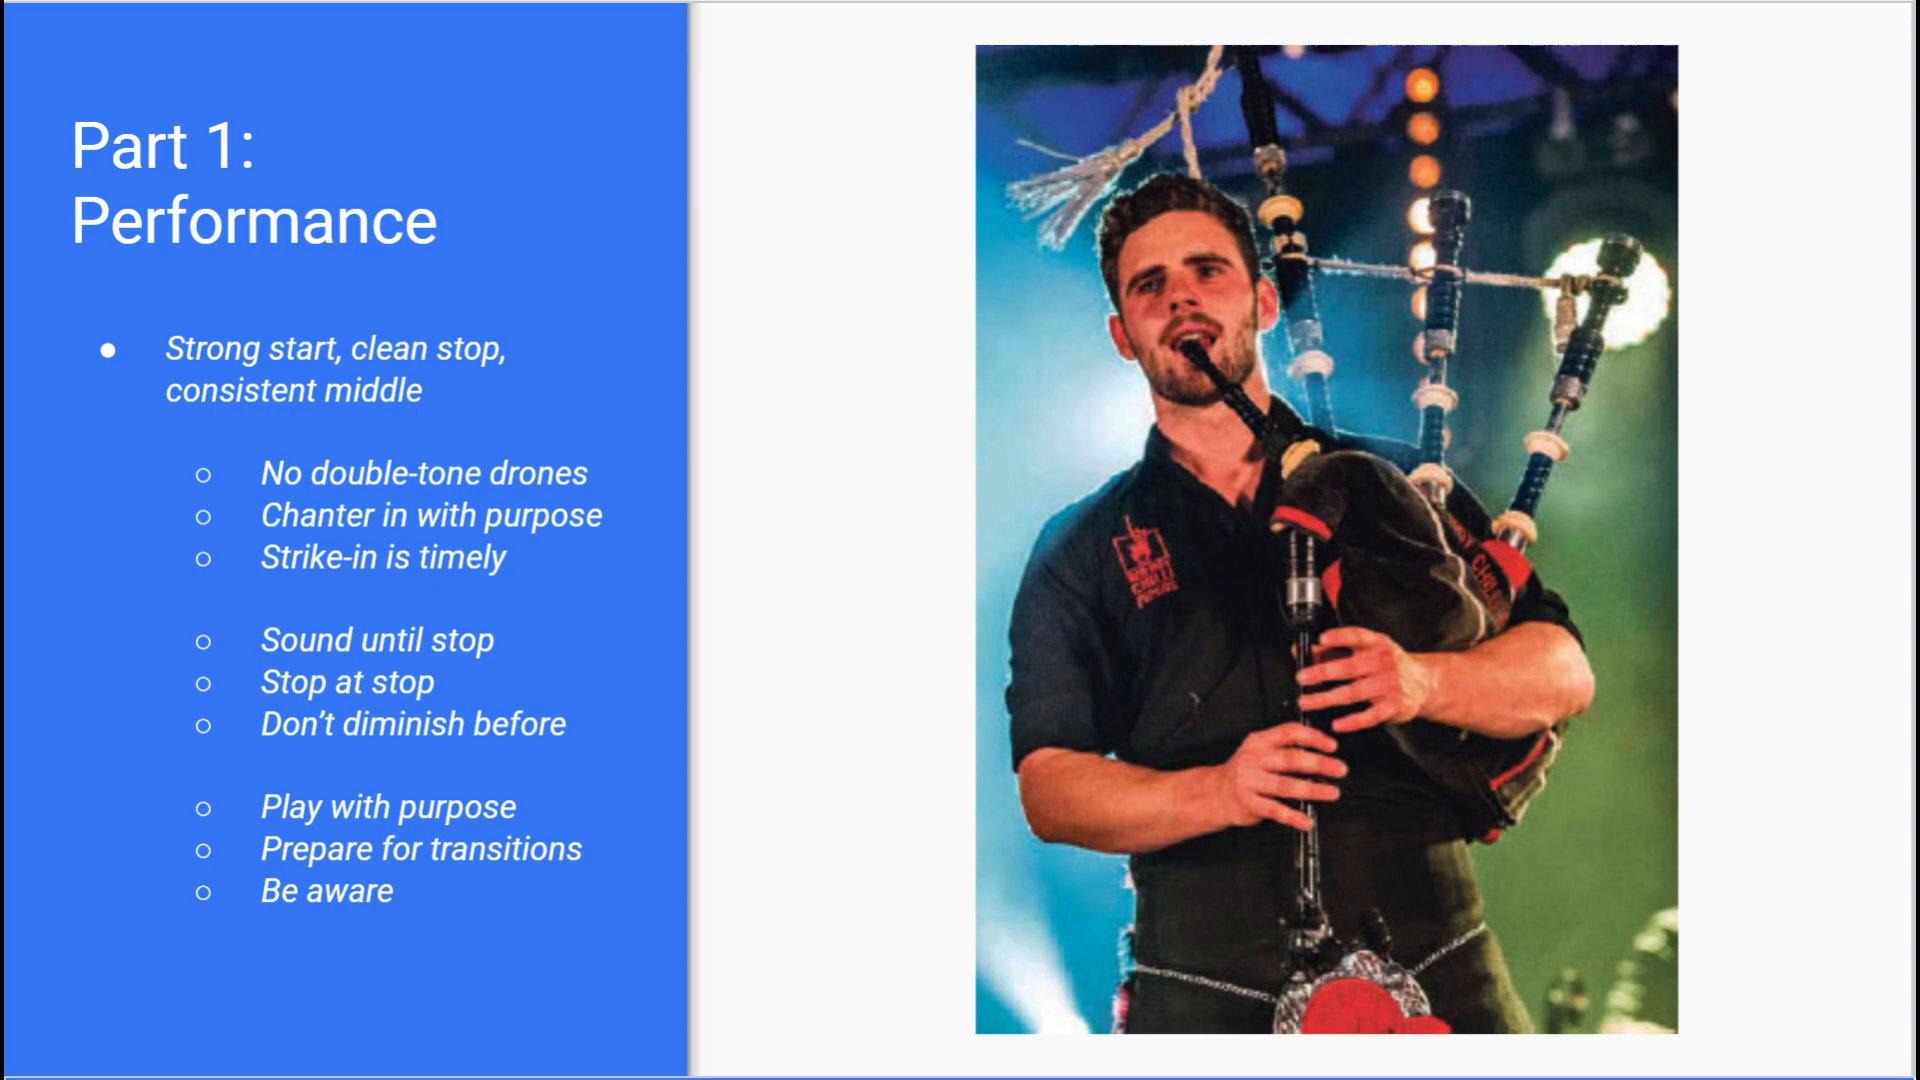 Part 1:
Performance
● Strong start, clean stop,
consistent middle
○ No double-tone drones
○ Chanter in with purpose
○ Strike-in is timely
○ Sound until stop
○ Stop at stop
○ Don’t diminish before
○ Play with purpose
○ Prepare for transitions
○ Be aware